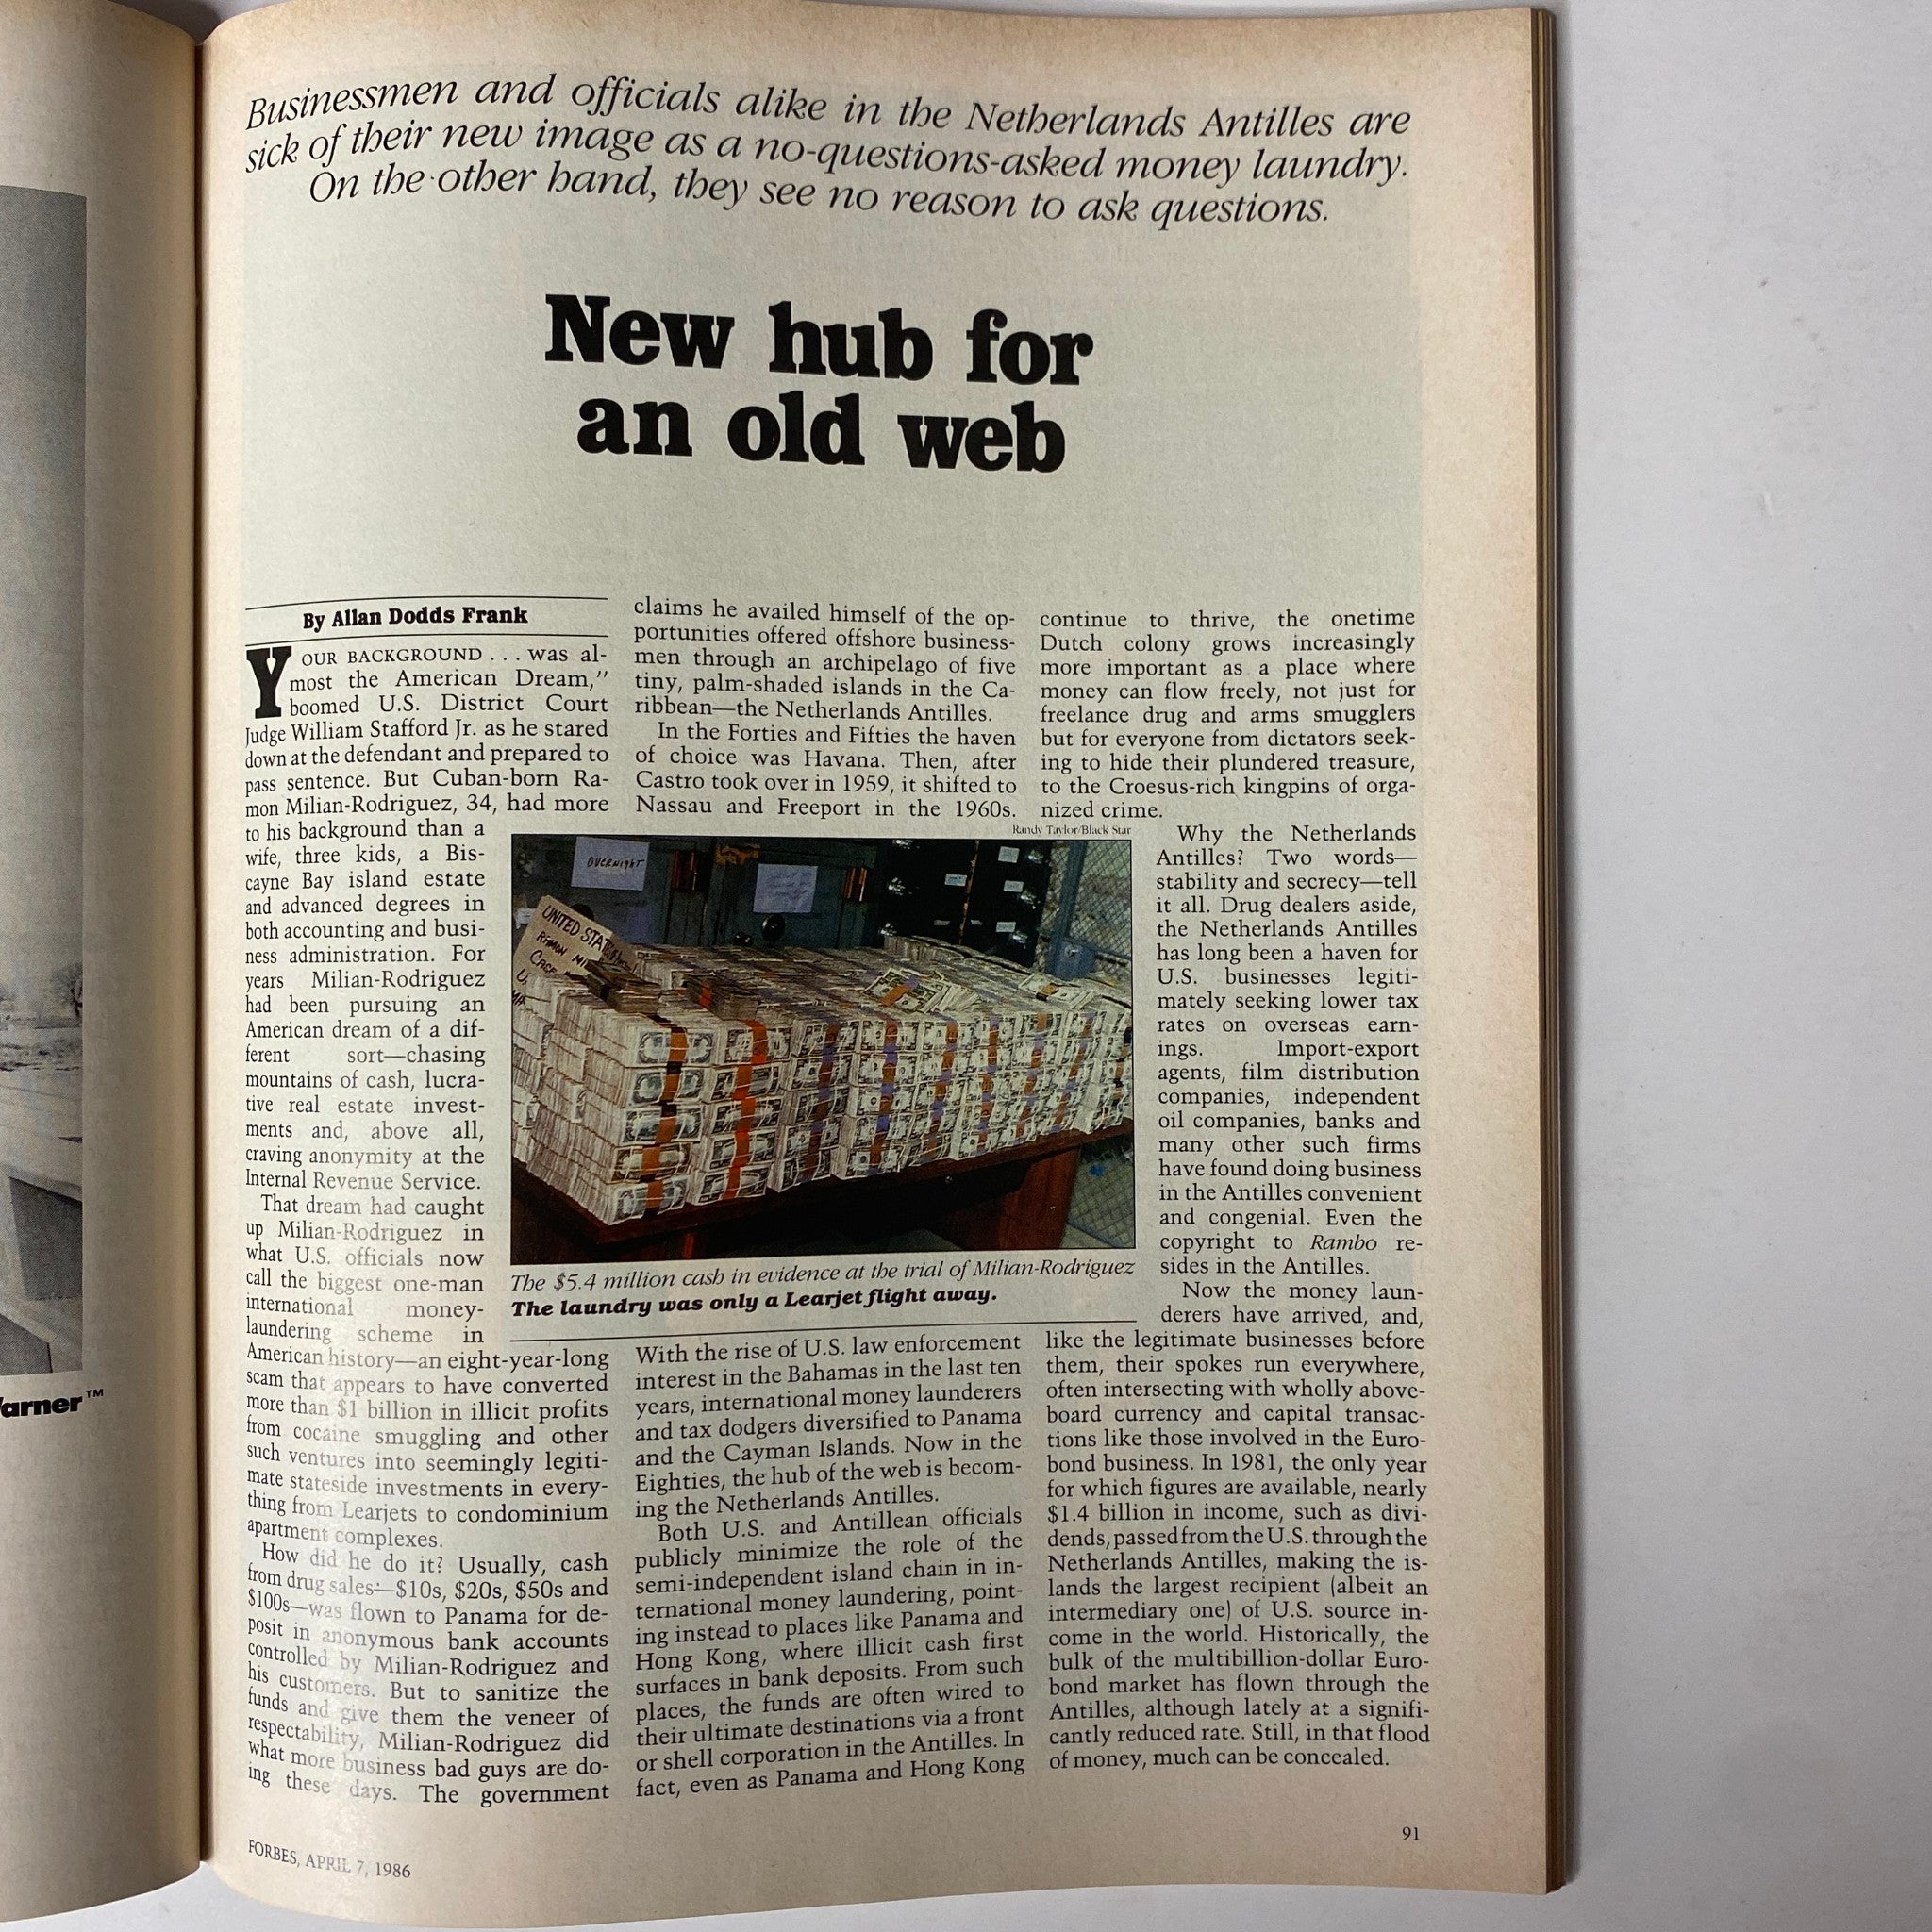 Businessmen and officials alike in the Netherlands Antilles are
sick of their new image as a no-questions-asked money laundry.
On the other hand, they see no reason to ask questions.
New hub for
an old web
By Allan Dodds Frank
YOUR BACKGROUND . . . was al-
most the American Dream,"
boomed U.S. District Court
Judge William Stafford Jr. as he stared
down at the defendant and prepared to
pass sentence. But Cuban-born Ra-
mon Milian-Rodriguez, 34, had more
to his background than a
wife, three kids, a Bis-
cayne Bay island estate
and advanced degrees in
both accounting and busi-
ness administration. For
years Milian-Rodriguez
had been pursuing an
American dream of a dif-
ferent sort—chasing
mountains of cash, lucra-
tive real estate invest-
ments and, above all,
craving anonymity at the
Internal Revenue Service.
That dream had caught
up Milian-Rodriguez in
what U.S. officials now
call the biggest one-man
international money-
laundering scheme in
American history—an eight-year-long
scam that appears to have converted
more than $1 billion in illicit profits
from cocaine smuggling and other
such ventures into seemingly legiti-
mate stateside investments in every-
thing from Learjets to condominium
apartment complexes.
How did he do it? Usually, cash
from drug sales—$10s, $20s, $50s and
$100s—was flown to Panama for de-
posit in anonymous bank accounts
controlled by Milian-Rodriguez and
his customers. But to sanitize the
funds and give them the veneer of
respectability, Milian-Rodriguez did
what more business bad guys are do-
ing these days. The government
claims he availed himself of the op-
portunities offered offshore business-
men through an archipelago of five
tiny, palm-shaded islands in the Ca-
ribbean—the Netherlands Antilles.
In the Forties and Fifties the haven
of choice was Havana. Then, after
Castro took over in 1959, it shifted to
Nassau and Freeport in the 1960s.
Randy Taylor/Black Star
OVERNIGHT
UNITED STAT
RAMON MI
CASE
U.
MIA
The $5.4 million cash in evidence at the trial of Milian-Rodriguez
The laundry was only a Learjet flight away.
With the rise of U.S. law enforcement
interest in the Bahamas in the last ten
years, international money launderers
and tax dodgers diversified to Panama
and the Cayman Islands. Now in the
Eighties, the hub of the web is becom-
ing the Netherlands Antilles.
Both U.S. and Antillean officials
publicly minimize the role of the
semi-independent island chain in in-
ternational money laundering, point-
ing instead to places like Panama and
Hong Kong, where illicit cash first
surfaces in bank deposits. From such
places, the funds are often wired to
their ultimate destinations via a front
or shell corporation in the Antilles. In
fact, even as Panama and Hong Kong
continue to thrive, the onetime
Dutch colony grows increasingly
more important as a place where
money can flow freely, not just for
freelance drug and arms smugglers
but for everyone from dictators seek-
ing to hide their plundered treasure,
to the Croesus-rich kingpins of orga-
nized crime.
Why the Netherlands
Antilles? Two words—
stability and secrecy—tell
it all. Drug dealers aside,
the Netherlands Antilles
has long been a haven for
U.S. businesses legiti-
mately seeking lower tax
rates on overseas earn-
ings. Import-export
agents, film distribution
companies, independent
oil companies, banks and
many other such firms
have found doing business
in the Antilles convenient
and congenial. Even the
copyright to Rambo re-
sides in the Antilles.
Now the money laun-
derers have arrived, and,
like the legitimate businesses before
them, their spokes run everywhere,
often intersecting with wholly above-
board currency and capital transac-
tions like those involved in the Euro-
bond business. In 1981, the only year
for which figures are available, nearly
$1.4 billion in income, such as divi-
dends, passed from the U.S. through the
Netherlands Antilles, making the is-
lands the largest recipient (albeit an
intermediary one) of U.S. source in-
come in the world. Historically, the
bulk of the multibillion-dollar Euro-
bond market has flown through the
Antilles, although lately at a signifi-
cantly reduced rate. Still, in that flood
of money, much can be concealed.
arner™
FORBES, APRIL 7, 1986
91